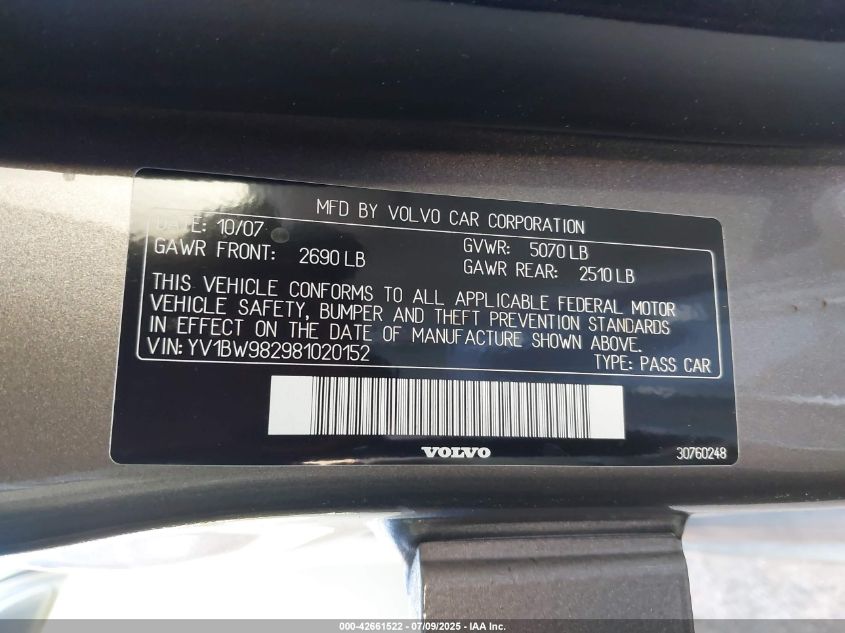 MFD BY VOLVO CAR CORPORATION
DATE: 10/07
GVWR: 5070 LB
GAWR FRONT: 2690 LB
GAWR REAR: 2510 LB
THIS VEHICLE CONFORMS TO ALL APPLICABLE FEDERAL MOTOR
VEHICLE SAFETY, BUMPER AND THEFT PREVENTION STANDARDS
IN EFFECT ON THE DATE OF MANUFACTURE SHOWN ABOVE.
VIN: YV1BW982981020152
TYPE: PASS CAR
VOLVO
30760248
000-42661522 - 07/09/2025 - IAA Inc.